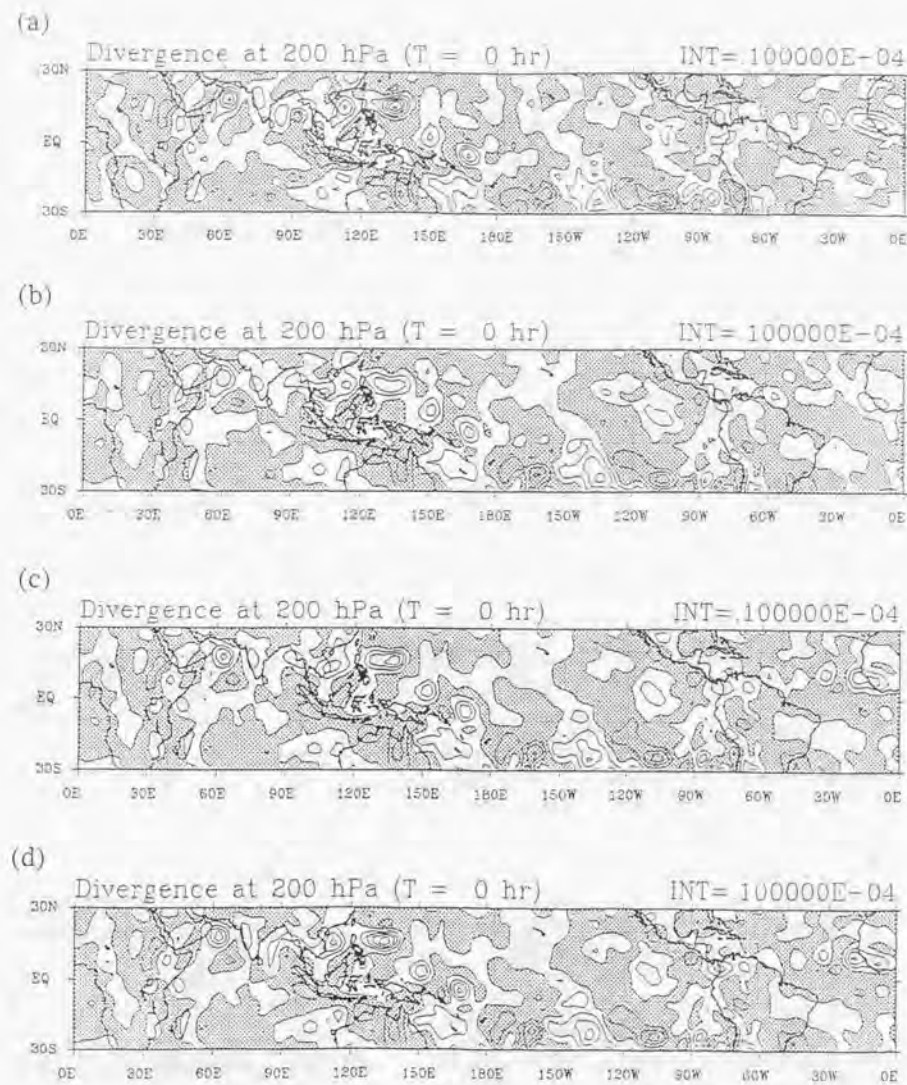 (a)
Divergence at 200 hPa (T = 0 hr) INT= .100000E-04
30N
EQ
30S
0E 30E 60E 90E 120E 150E 180E 150W 120W 90W 60W 30W 0E
(b)
Divergence at 200 hPa (T = 0 hr) INT= .100000E-04
30N
EQ
30S
0E 30E 60E 90E 120E 150E 180E 150W 120W 90W 60W 30W 0E
(c)
Divergence at 200 hPa (T = 0 hr) INT= .100000E-04
30N
EQ
30S
0E 30E 60E 90E 120E 150E 180E 150W 120W 90W 60W 30W 0E
(d)
Divergence at 200 hPa (T = 0 hr) INT= .100000E-04
30N
EQ
30S
0E 30E 60E 90E 120E 150E 180E 150W 120W 90W 60W 30W 0E